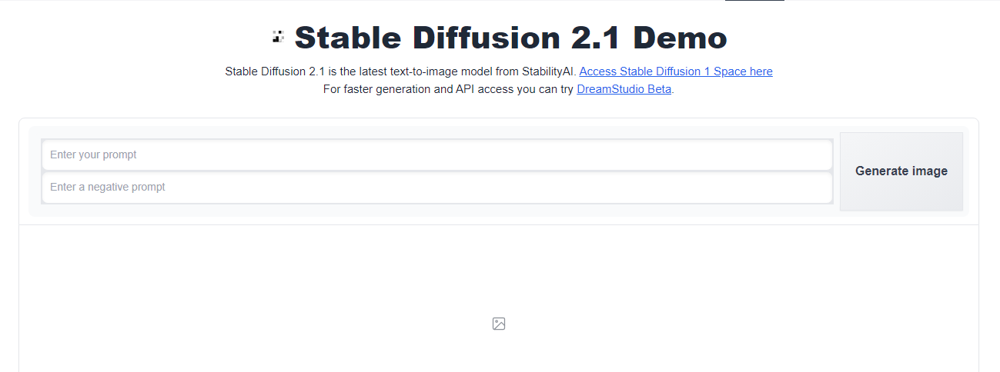 Stable Diffusion 2.1 Demo
Stable Diffusion 2.1 is the latest text-to-image model from StabilityAI. Access Stable Diffusion 1 Space here
For faster generation and API access you can try DreamStudio Beta.
Enter your prompt
Enter a negative prompt
Generate image